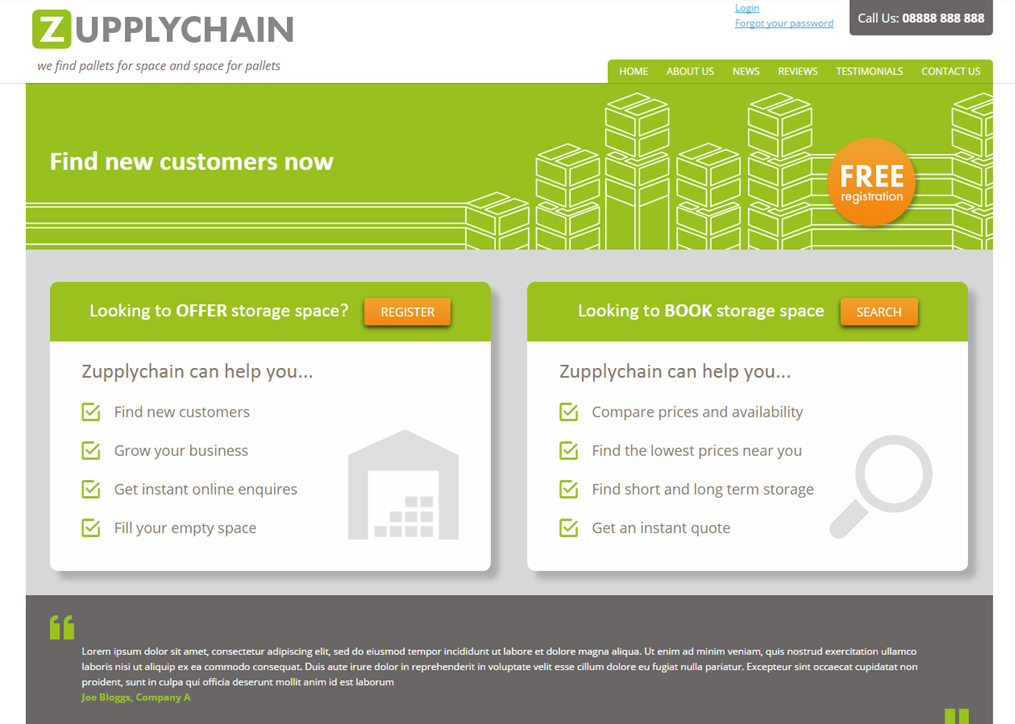 ZUPPLYCHAIN
we find pallets for space and space for pallets
Login
Forgot your password
Call Us: 08888 888 888
HOME ABOUT US NEWS REVIEWS TESTIMONIALS CONTACT US
Find new customers now
FREE
registration
Looking to OFFER storage space? REGISTER
Zupplychain can help you...
Find new customers
Grow your business
Get instant online enquires
Fill your empty space
Looking to BOOK storage space SEARCH
Zupplychain can help you...
Compare prices and availability
Find the lowest prices near you
Find short and long term storage
Get an instant quote
Lorem ipsum dolor sit amet, consectetur adipiscing elit, sed do eiusmod tempor incididunt ut labore et dolore magna aliqua. Ut enim ad minim veniam, quis nostrud exercitation ullamco
laboris nisi ut aliquip ex ea commodo consequat. Duis aute irure dolor in reprehenderit in voluptate velit esse cillum dolore eu fugiat nulla pariatur. Excepteur sint occaecat cupidatat non
proident, sunt in culpa qui officia deserunt mollit anim id est laborum
Joe Bloggs, Company A